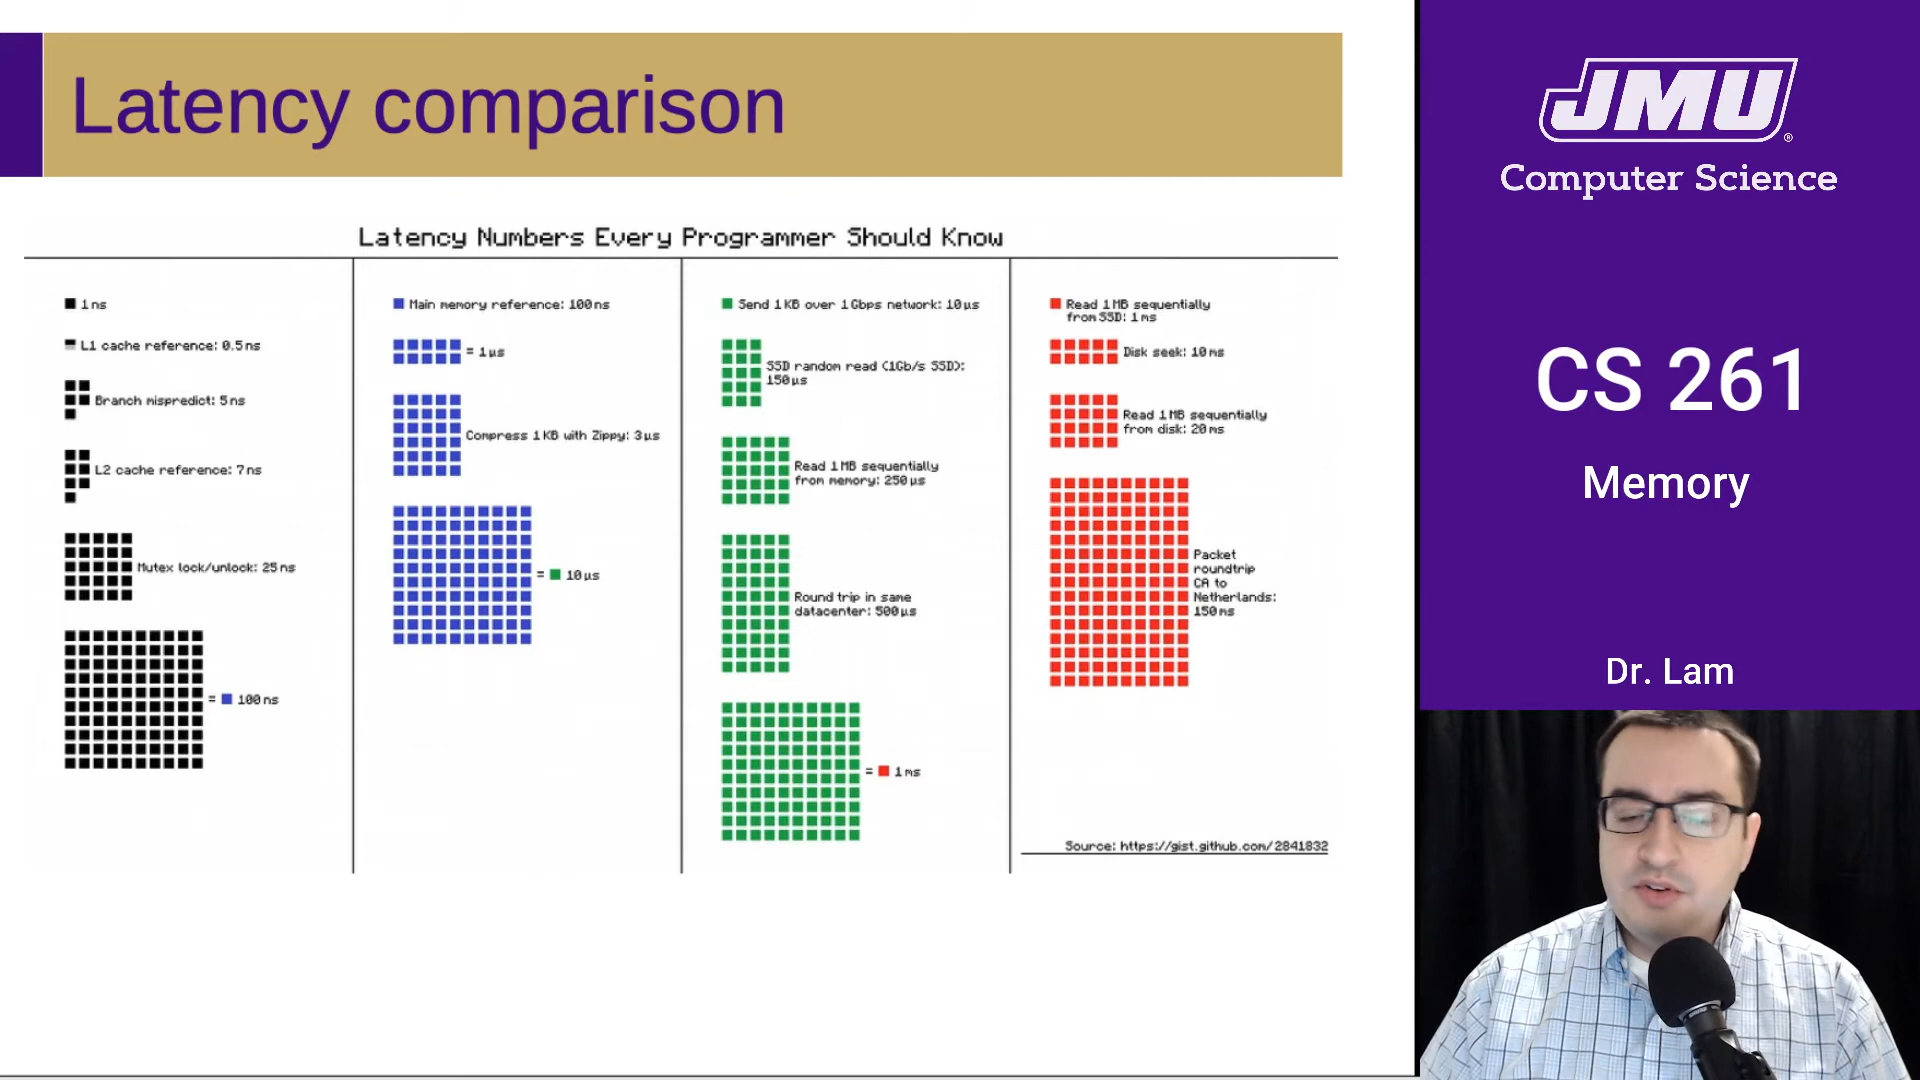 Latency comparison
Latency Numbers Every Programmer Should Know
1 ns
L1 cache reference: 0.5 ns
Branch mispredict: 5 ns
L2 cache reference: 7 ns
Mutex lock/unlock: 25 ns
= 100 ns
Main memory reference: 100 ns
= 1 µs
Compress 1 KB with Zippy: 3 µs
= 10 µs
Send 1 KB over 1 Gbps network: 10 µs
SSD random read (1Gb/s SSD):
150 µs
Read 1 MB sequentially
from memory: 250 µs
Round trip in same
datacenter: 500 µs
= 1 ms
Read 1 MB sequentially
from SSD: 1 ms
Disk seek: 10 ms
Read 1 MB sequentially
from disk: 20 ms
Packet
roundtrip
CA to
Netherlands:
150 ms
Source: https://gist.github.com/2841832
JMU®
Computer Science
CS 261
Memory
Dr. Lam